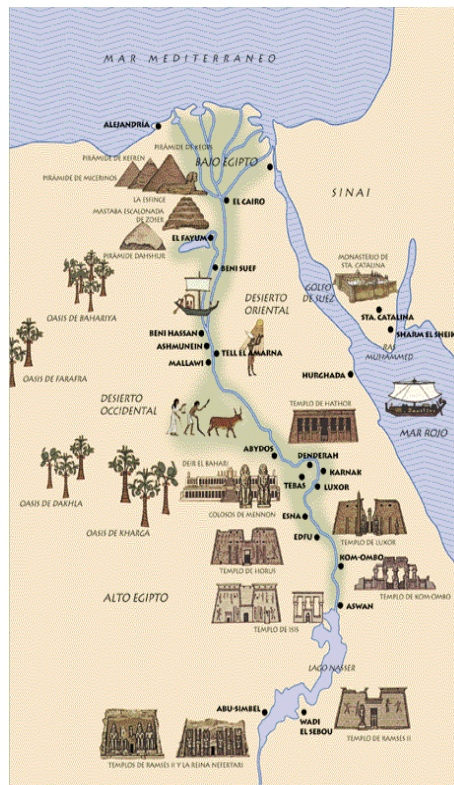 MAR MEDITERRANEO
ALEJANDRÍA
PIRÁMIDE DE KEOPS
BAJO EGIPTO
PIRÁMIDE DE KEFREN
PIRÁMIDE DE MICERINOS
SINAI
LA ESFINGE
EL CAIRO
MASTABA ESCALONADA
DE ZOSER
EL FAYUM
PIRÁMIDE DAHSHUR
MONASTERIO DE
STA. CATALINA
BENI SUEF
GOLSO
DE SUEZ
DESIERTO
ORIENTAL
OASIS DE BAHARIYA
STA. CATALINA
SHARM EL SHEIK
BENI HASSAN
ASHMUNEIN
TELL EL AMARNA
MALLAWI
RAS
MUHAMMED
OASIS DE FARAFRA
HURGHADA
DESIERTO
OCCIDENTAL
TEMPLO DE HATHOR
MAR ROJO
ABYDOS
DENDERAH
DEIR EL BAHARI
KARNAK
TEBAS
LUXOR
OASIS DE DAKHLA
COLOSOS DE MENNON
ESNA
OASIS DE KHARGA
EDFU
TEMPLO DE LUXOR
KOM-OMBO
TEMPLO DE HORUS
TEMPLO DE KOM-OMBO
ALTO EGIPTO
ASWAN
TEMPLO DE ISIS
LAGO NASSER
ABU-SIMBEL
WADI
EL SEBOU
TEMPLO DE RAMSES II
TEMPLOS DE RAMSES II Y LA REINA NEFERTARI